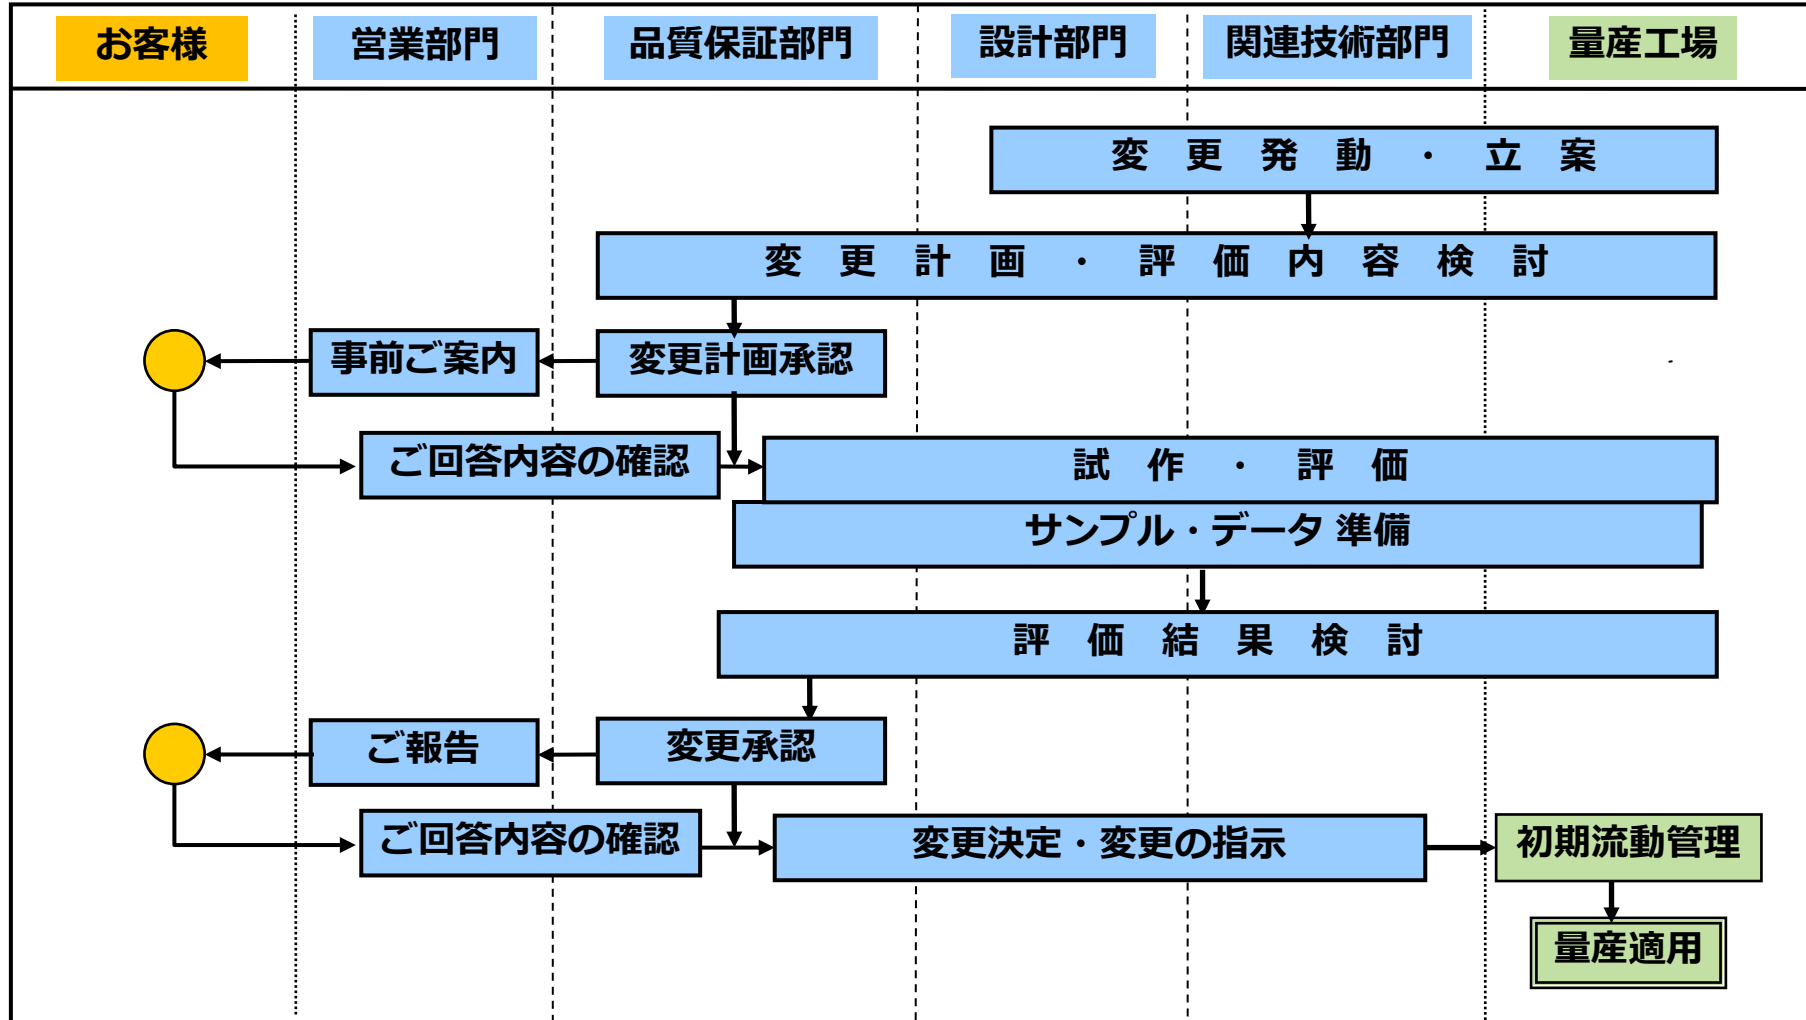 お客様
営業部門
品質保証部門
設計部門
関連技術部門
量産工場
変更発動・立案
変更計画・評価内容検討
事前ご案内
変更計画承認
ご回答内容の確認
試作・評価
サンプル・データ 準備
評価結果検討
ご報告
変更承認
ご回答内容の確認
変更決定・変更の指示
初期流動管理
量産適用